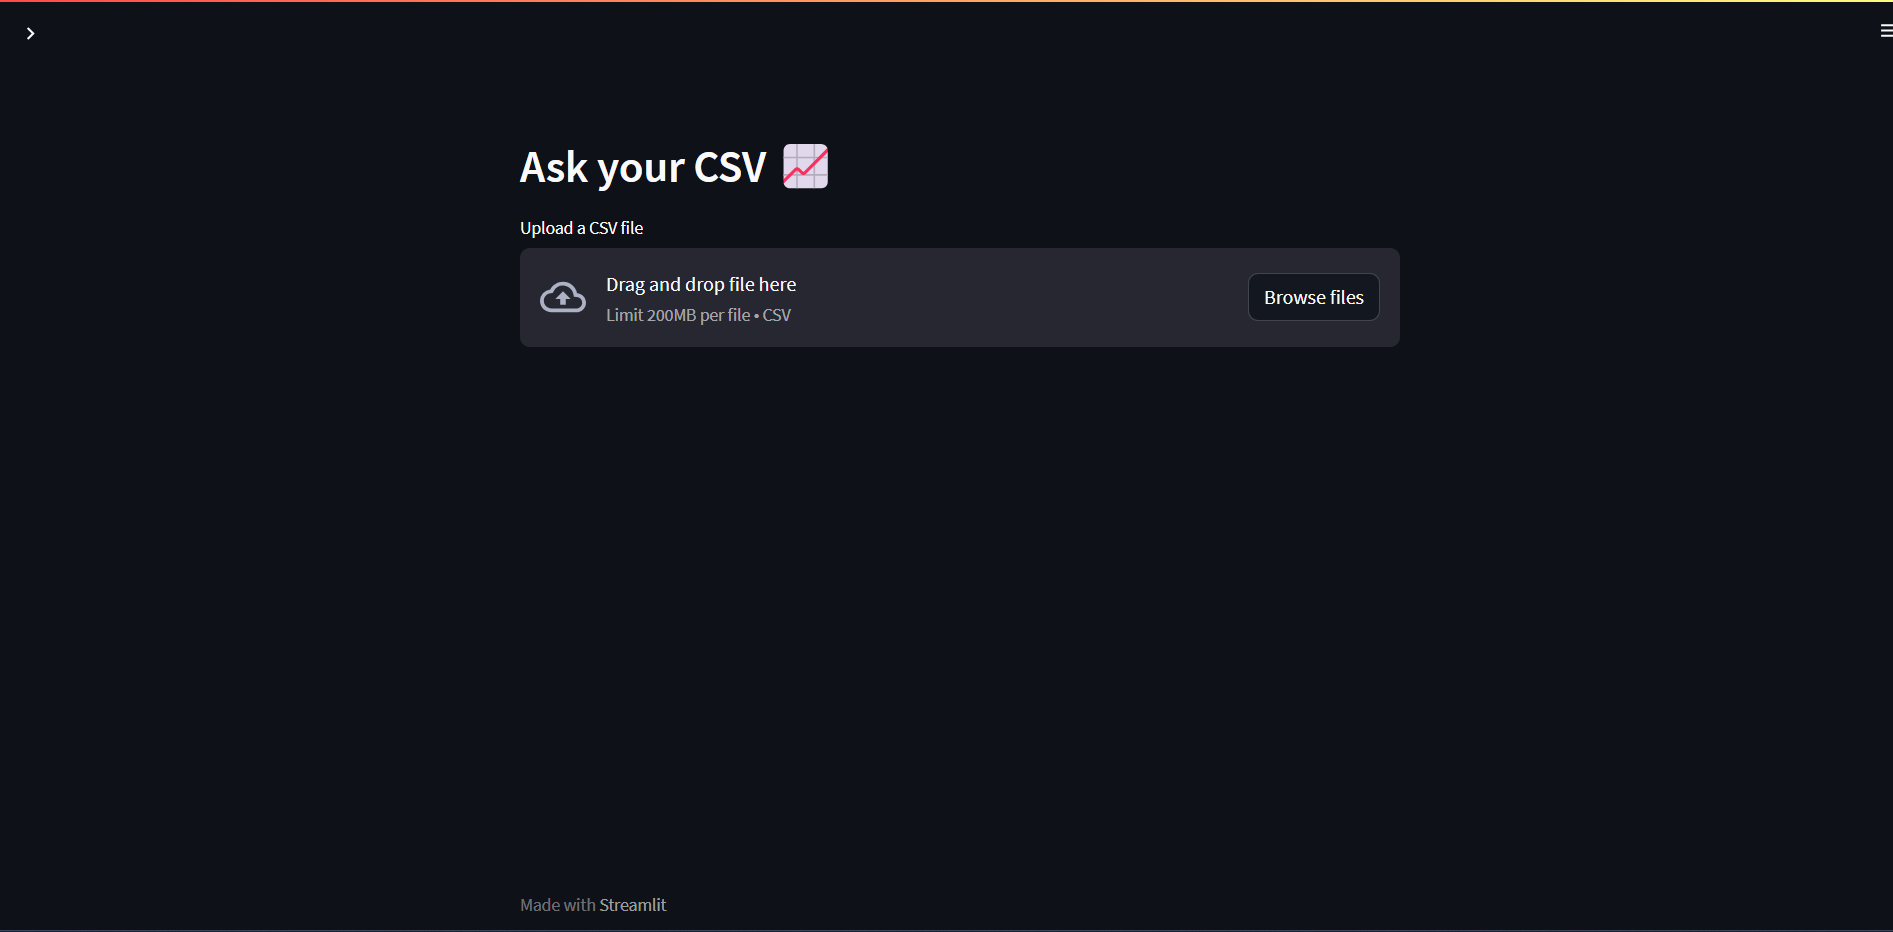 Ask your CSV
Upload a CSV file
Drag and drop file here
Limit 200MB per file • CSV
Browse files
Made with Streamlit